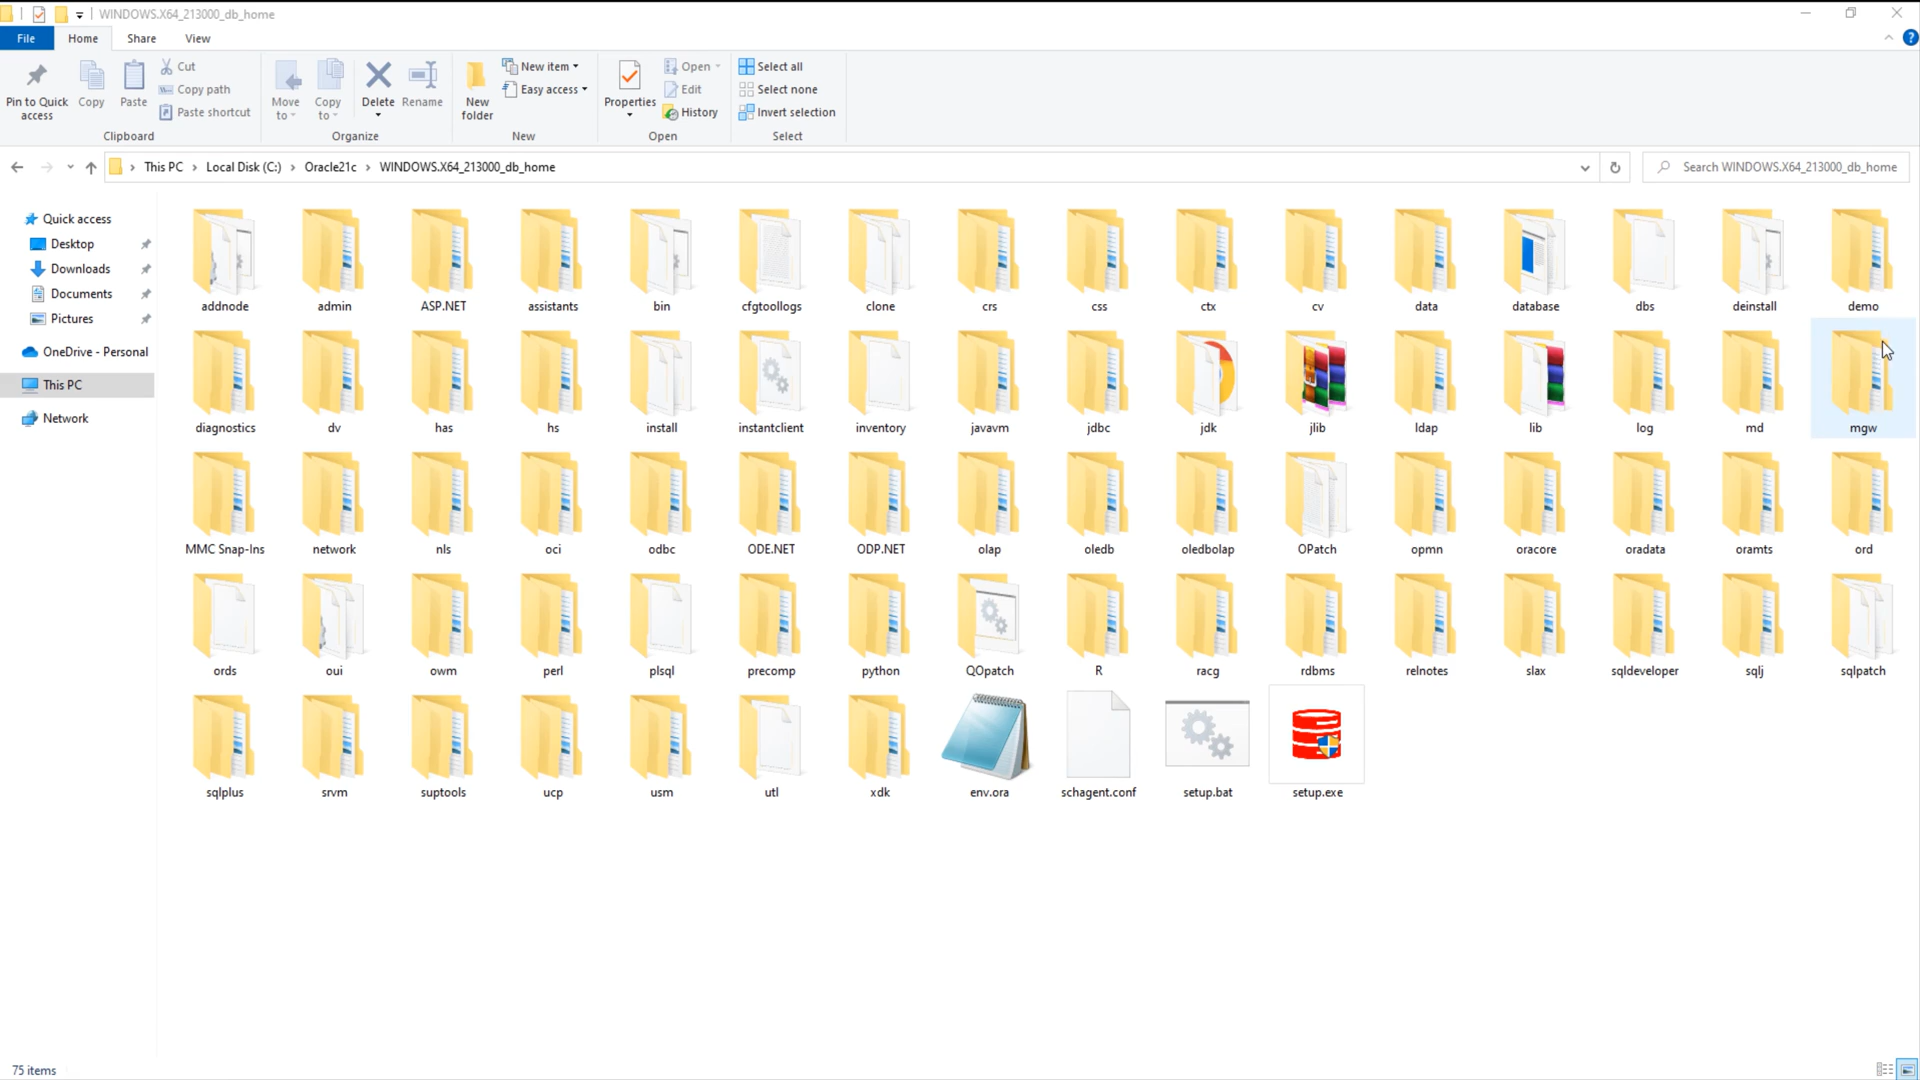 WINDOWS.X64_213000_db_home
File Home Share View
Pin to Quick access
Copy
Paste
Cut
Copy path
Paste shortcut
Clipboard
Move to
Copy to
Delete
Rename
Organize
New folder
New item
Easy access
New
Properties
Open
Edit
History
Open
Select all
Select none
Invert selection
Select
This PC > Local Disk (C:) > Oracle21c > WINDOWS.X64_213000_db_home
Search WINDOWS.X64_213000_db_home
Quick access
Desktop
Downloads
Documents
Pictures
OneDrive - Personal
This PC
Network
addnode admin ASP.NET assistants bin cfgtoollogs clone crs css ctx cv data database dbs deinstall demo
diagnostics dv has hs install instantclient inventory javavm jdbc jdk jlib ldap lib log md mgw
MMC Snap-Ins network nls oci odbc ODE.NET ODP.NET olap oledb oledbolap OPatch opmn oracore oradata oramts ord
ords oui owm perl plsql precomp python QOpatch R racg rdbms relnotes slax sqldeveloper sqlj sqlpatch
sqlplus srvm suptools ucp usm utl xdk env.ora schagent.conf setup.bat setup.exe
75 items